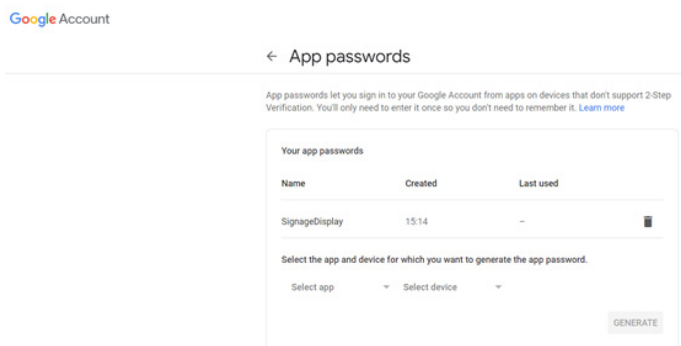 Google Account
← App passwords
App passwords let you sign in to your Google Account from apps on devices that don't support 2-Step
Verification. You'll only need to enter it once so you don't need to remember it. Learn more
Your app passwords
Name Created Last used
SignageDisplay 15:14 –
Select the app and device for which you want to generate the app password.
Select app Select device
GENERATE